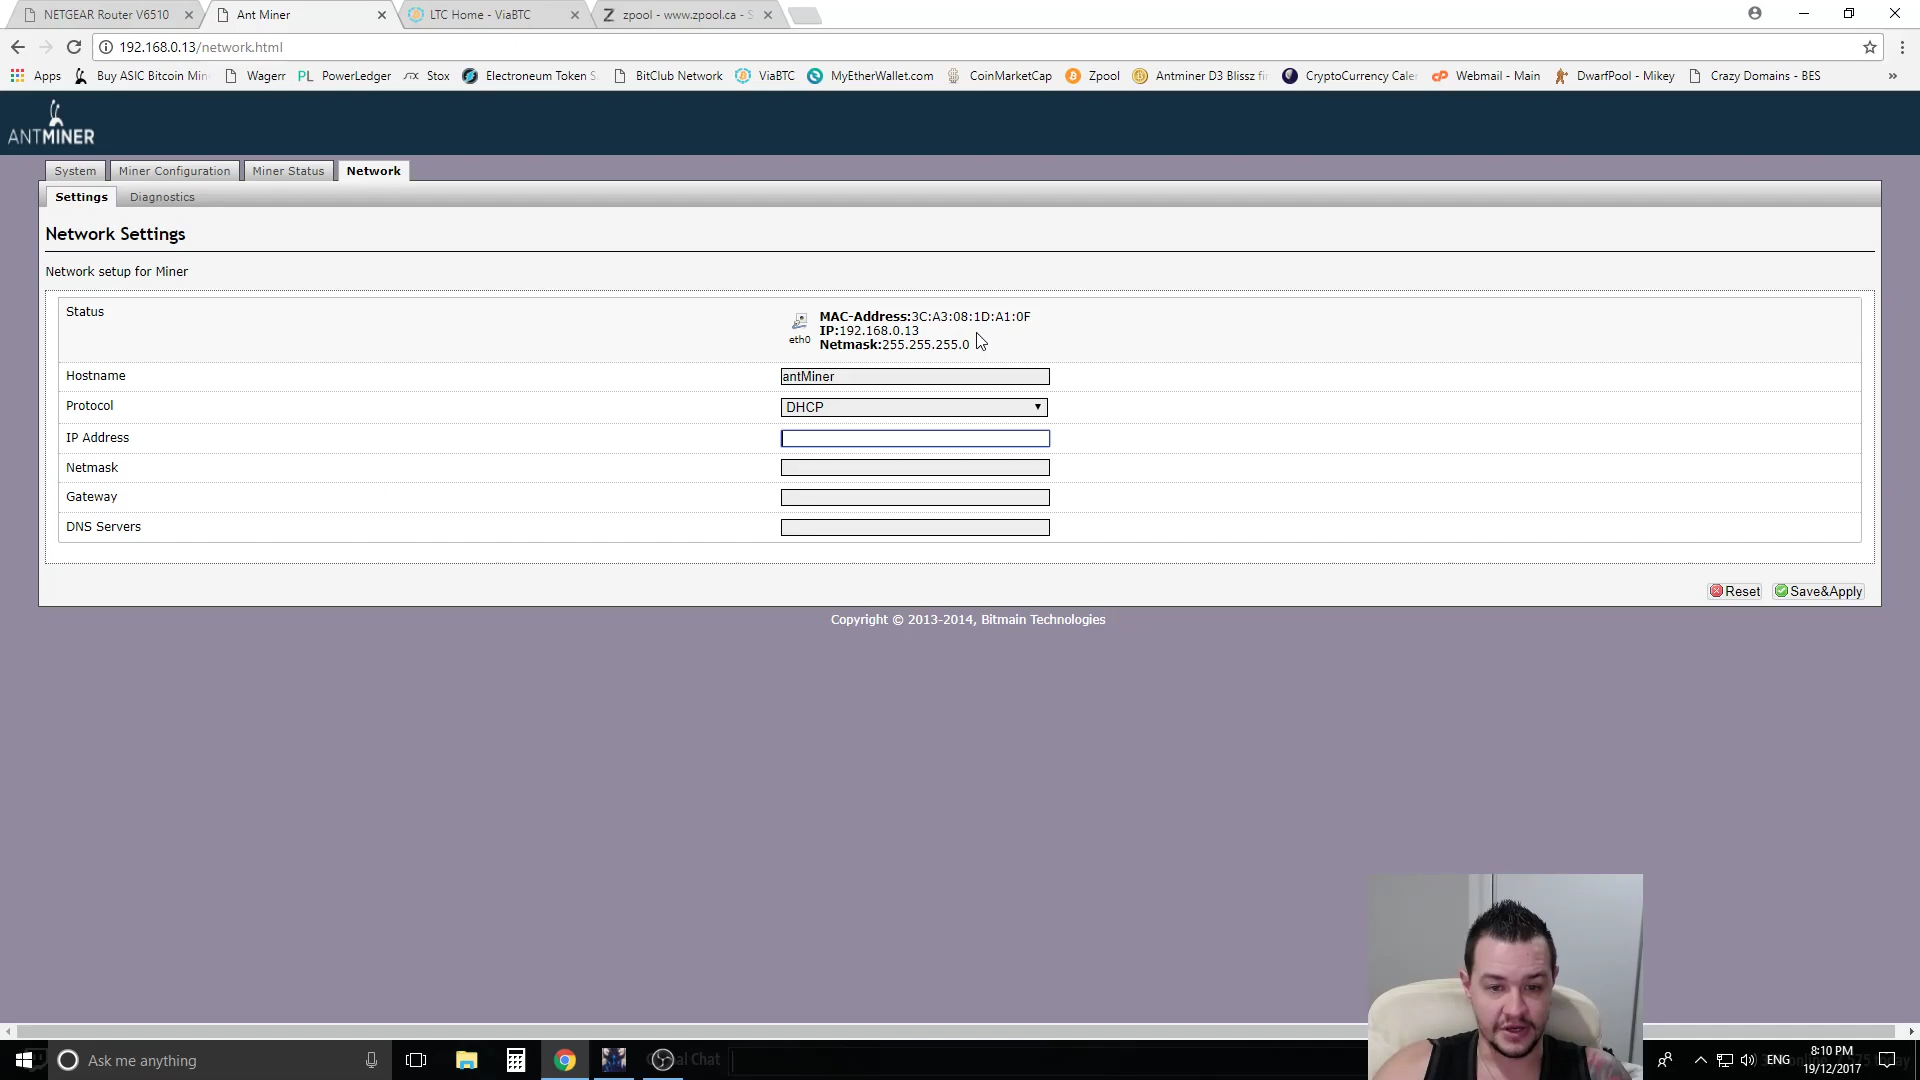 NETGEAR Router V6510
Ant Miner
LTC Home - ViaBTC
zpool - www.zpool.ca - S
192.168.0.13/network.html
Apps
Buy ASIC Bitcoin Min
Wagerr
PL PowerLedger
Stox
Electroneum Token S
BitClub Network
ViaBTC
MyEtherWallet.com
CoinMarketCap
Zpool
Antminer D3 Blissz fi
CryptoCurrency Cale
Webmail - Main
DwarfPool - Mikey
Crazy Domains - BES
»
ANTMINER
System
Miner Configuration
Miner Status
Network
Settings
Diagnostics
Network Settings
Network setup for Miner
Status
eth0
MAC-Address:3C:A3:08:1D:A1:0F
IP:192.168.0.13
Netmask:255.255.255.0
Hostname
antMiner
Protocol
DHCP
IP Address
Netmask
Gateway
DNS Servers
Reset
Save&Apply
Copyright © 2013-2014, Bitmain Technologies
Ask me anything
Chat
ENG
8:10 PM
19/12/2017